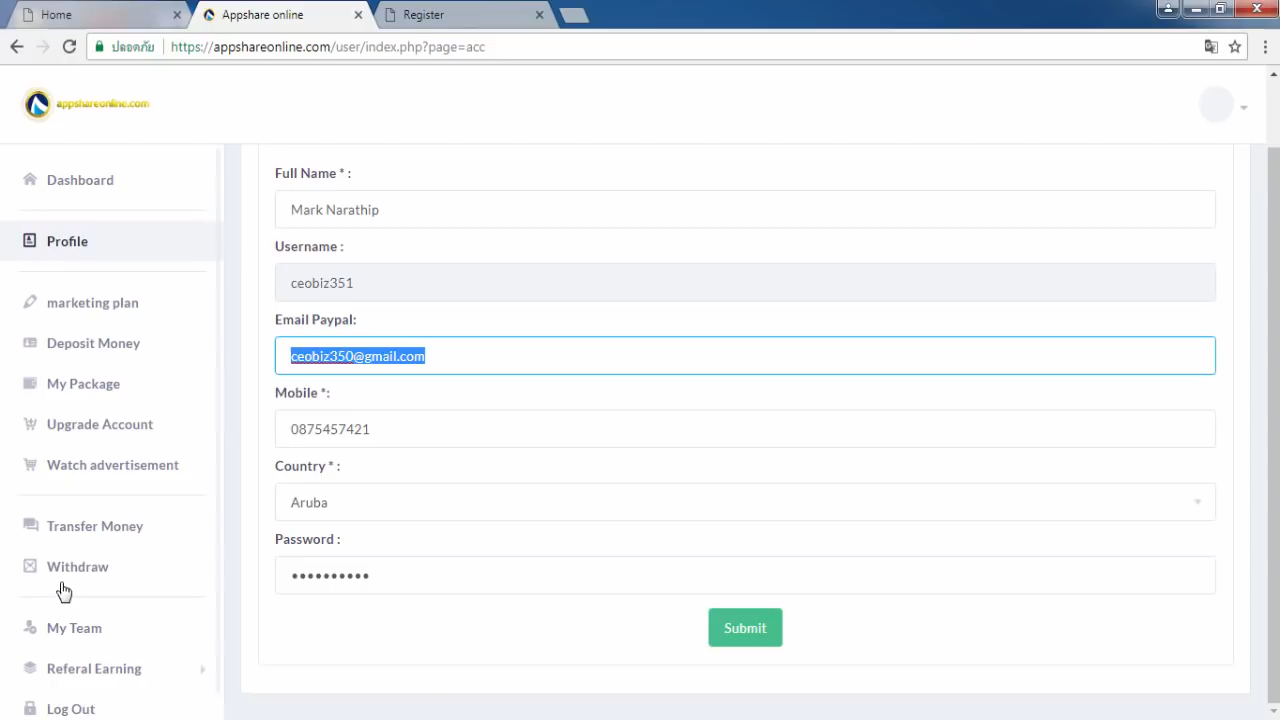 Home
Appshare online
Register
ปลอดภัย
https://appshareonline.com/user/index.php?page=acc
appshareonline.com
Dashboard
Profile
marketing plan
Deposit Money
My Package
Upgrade Account
Watch advertisement
Transfer Money
Withdraw
My Team
Referal Earning
Log Out
Full Name * :
Mark Narathip
Username :
ceobiz351
Email Paypal:
ceobiz350@gmail.com
Mobile *:
0875457421
Country * :
Aruba
Password :
••••••••••
Submit